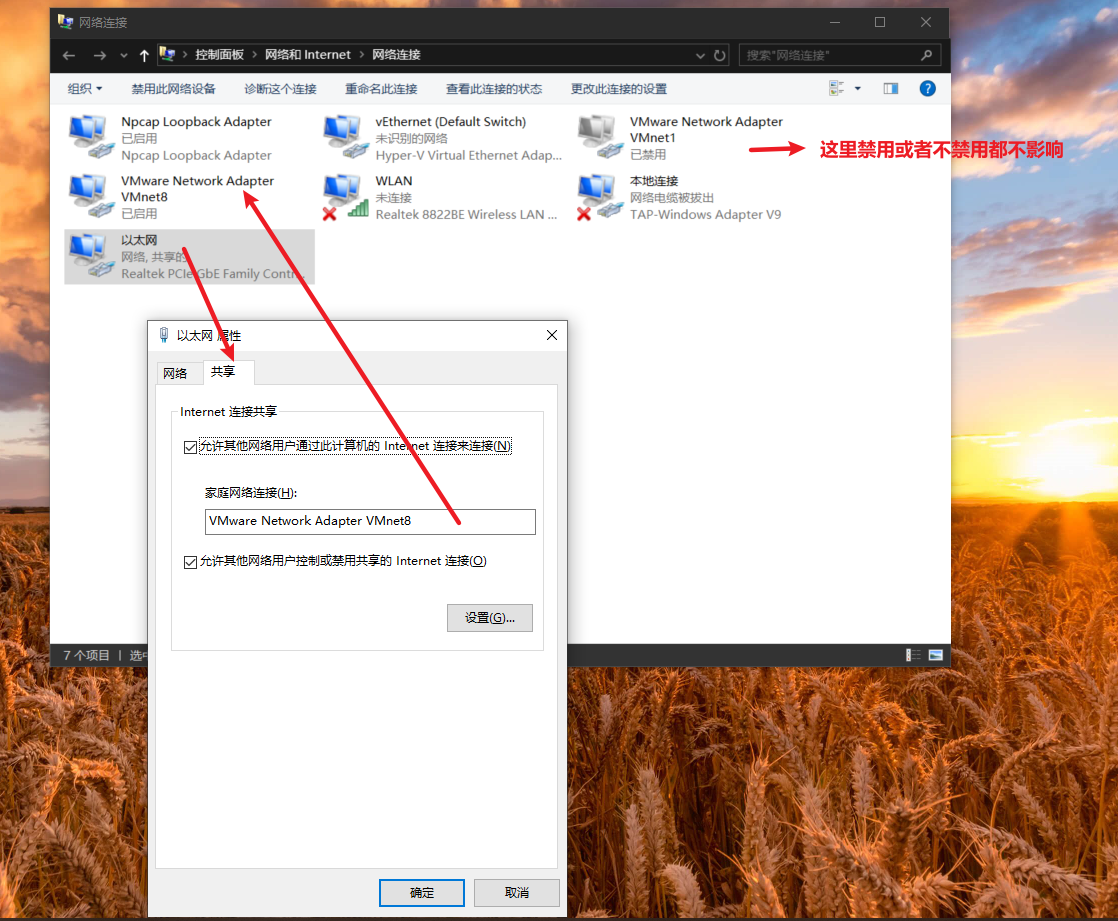 网络连接
控制面板 › 网络和 Internet › 网络连接
搜索"网络连接"
组织 禁用此网络设备 诊断这个连接 重命名此连接 查看此连接的状态 更改此连接的设置
Npcap Loopback Adapter
已启用
Npcap Loopback Adapter
vEthernet (Default Switch)
未识别的网络
Hyper-V Virtual Ethernet Adap...
VMware Network Adapter
VMnet1
已禁用
这里禁用或者不禁用都不影响
VMware Network Adapter
VMnet8
已启用
WLAN
未连接
Realtek 8822BE Wireless LAN ...
本地连接
网络电缆被拔出
TAP-Windows Adapter V9
以太网
网络, 共享的
Realtek PCIe GbE Family Contr...
以太网 属性
网络 共享
Internet 连接共享
允许其他网络用户通过此计算机的 Internet 连接来连接(N)
家庭网络连接(H):
VMware Network Adapter VMnet8
允许其他网络用户控制或禁用共享的 Internet 连接(O)
设置(G)...
7 个项目 | 选中
确定 取消